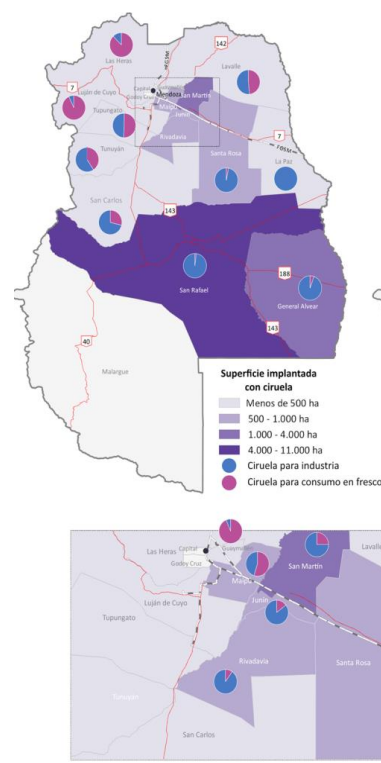 Las Heras
142
Lavalle
FGSM
7
Capital
Mendoza
Godoy Cruz
San Martín
Luján de Cuyo
Maipú
Junín
Tupungato
7
FGSM
Rivadavia
Tunuyán
Santa Rosa
La Paz
San Carlos
143
188
San Rafael
General Alvear
143
40
Malargue
Superficie implantada
con ciruela
Menos de 500 ha
500 - 1.000 ha
1.000 - 4.000 ha
4.000 - 11.000 ha
Ciruela para industria
Ciruela para consumo en fresco
Las Heras
Capital
Guaymallén
Lavalle
Godoy Cruz
San Martín
Maipú
Luján de Cuyo
Junín
Tupungato
Rivadavia
Santa Rosa
Tunuyán
San Carlos